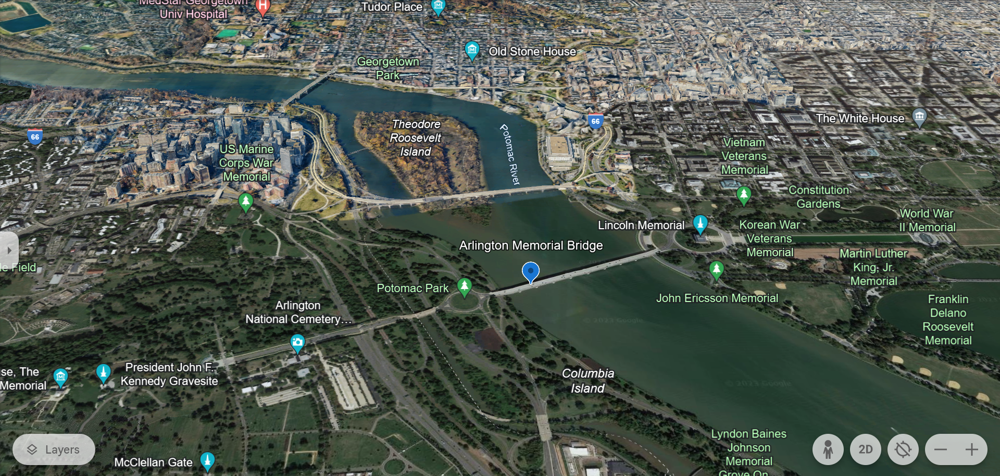 MedStar Georgetown
Univ Hospital
Tudor Place
Old Stone House
Georgetown
Park
Theodore
Roosevelt
Island
Potomac River
66
66
The White House
US Marine
Corps War
Memorial
Vietnam
Veterans
Memorial
Constitution
Gardens
World War
II Memorial
Lincoln Memorial
Korean War
Veterans
Memorial
Arlington Memorial Bridge
Martin Luther
King, Jr.
Memorial
le Field
Potomac Park
John Ericsson Memorial
Franklin
Delano
Roosevelt
Memorial
Arlington
National Cemetery...
© 2023 Google
President John F.
Kennedy Gravesite
se, The
Memorial
Columbia
Island
© 2023 Google
Lyndon Baines
Johnson
Memorial
Grove On
Layers
McClellan Gate
2D